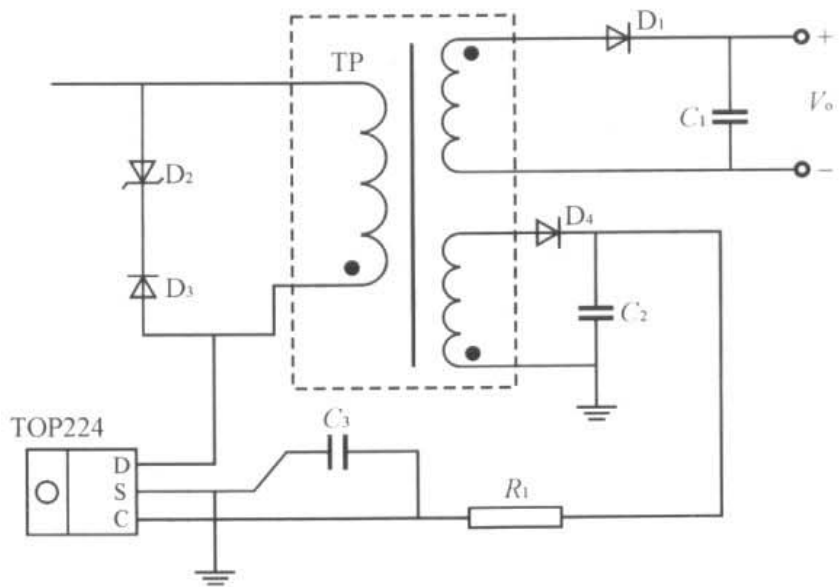 D₁
TP
+
C₁
Vₒ
D₂
−
D₄
D₃
C₂
TOP224
C₃
D
S
R₁
C